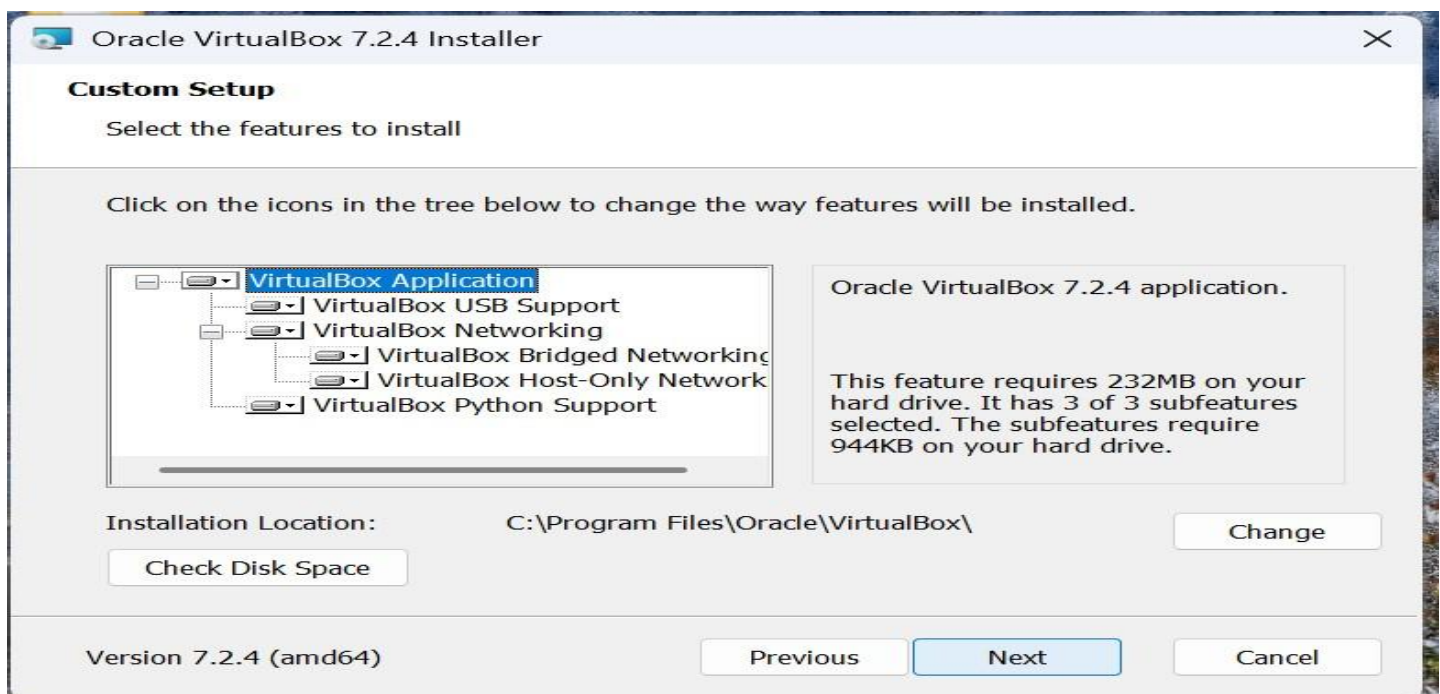 Oracle VirtualBox 7.2.4 Installer
Custom Setup
Select the features to install
Click on the icons in the tree below to change the way features will be installed.
VirtualBox Application
VirtualBox USB Support
VirtualBox Networking
VirtualBox Bridged Networking
VirtualBox Host-Only Network
VirtualBox Python Support
Oracle VirtualBox 7.2.4 application.
This feature requires 232MB on your
hard drive. It has 3 of 3 subfeatures
selected. The subfeatures require
944KB on your hard drive.
Installation Location:
C:\Program Files\Oracle\VirtualBox\
Change
Check Disk Space
Version 7.2.4 (amd64)
Previous
Next
Cancel